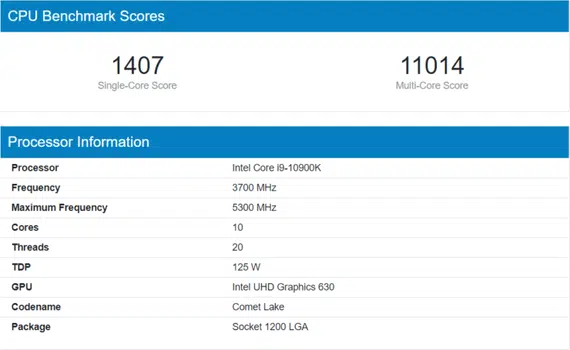 CPU Benchmark Scores
1407 11014
Single-Core Score Multi-Core Score
Processor Information
Processor Intel Core i9-10900K
Frequency 3700 MHz
Maximum Frequency 5300 MHz
Cores 10
Threads 20
TDP 125 W
GPU Intel UHD Graphics 630
Codename Comet Lake
Package Socket 1200 LGA